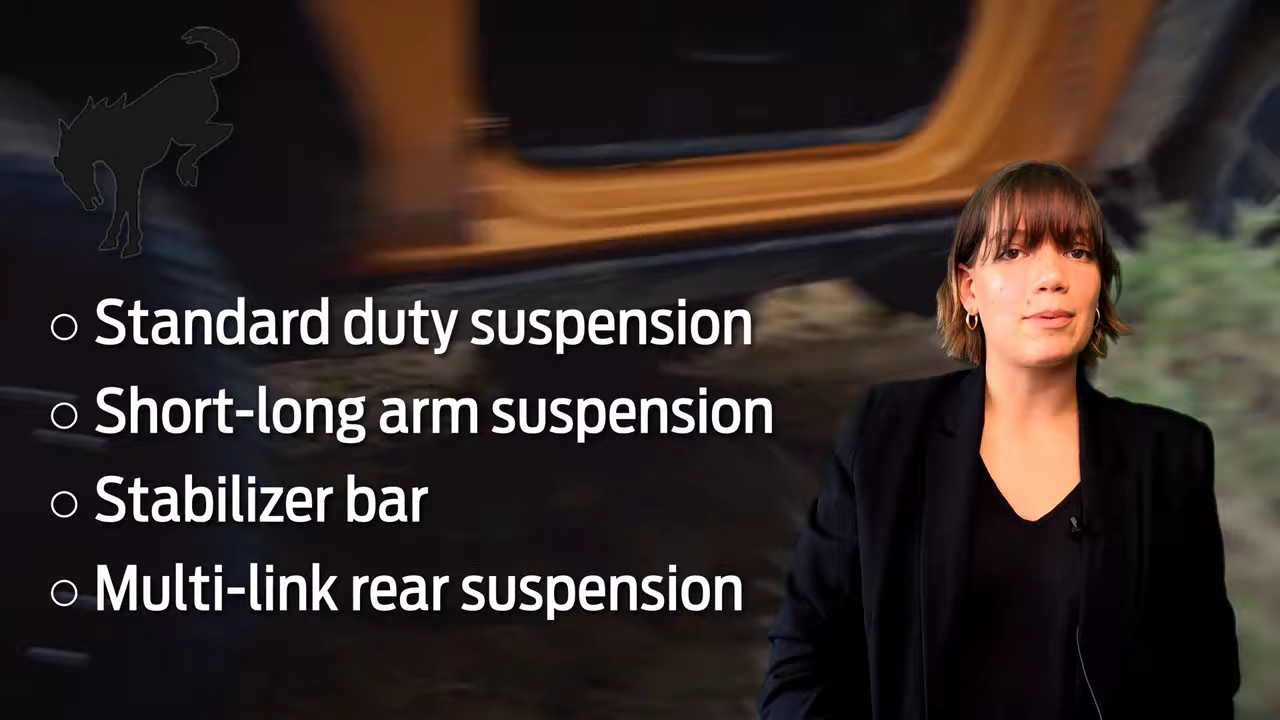 Standard duty suspension
Short-long arm suspension
Stabilizer bar
Multi-link rear suspension